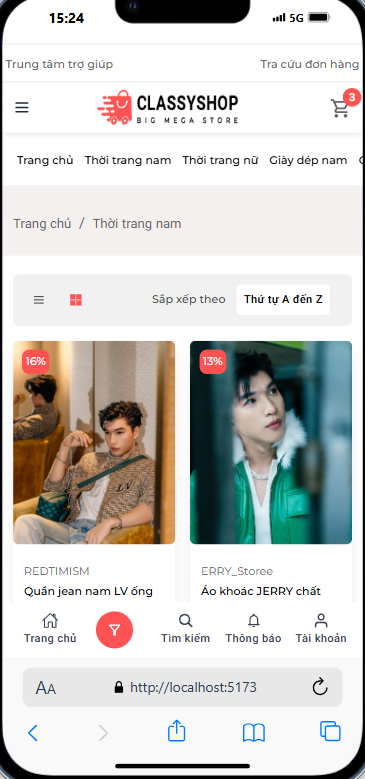 15:24 5G
Trung tâm trợ giúp Tra cứu đơn hàng
CLASSYSHOP
BIG MEGA STORE
3
Trang chủ Thời trang nam Thời trang nữ Giày dép nam
Trang chủ / Thời trang nam
Sắp xếp theo Thứ tự A đến Z
16% 13%
LV
REDTIMISM ERRY_Storee
Quần jean nam LV ống Áo khoác JERRY chất
Trang chủ Tìm kiếm Thông báo Tài khoản
AA http://localhost:5173